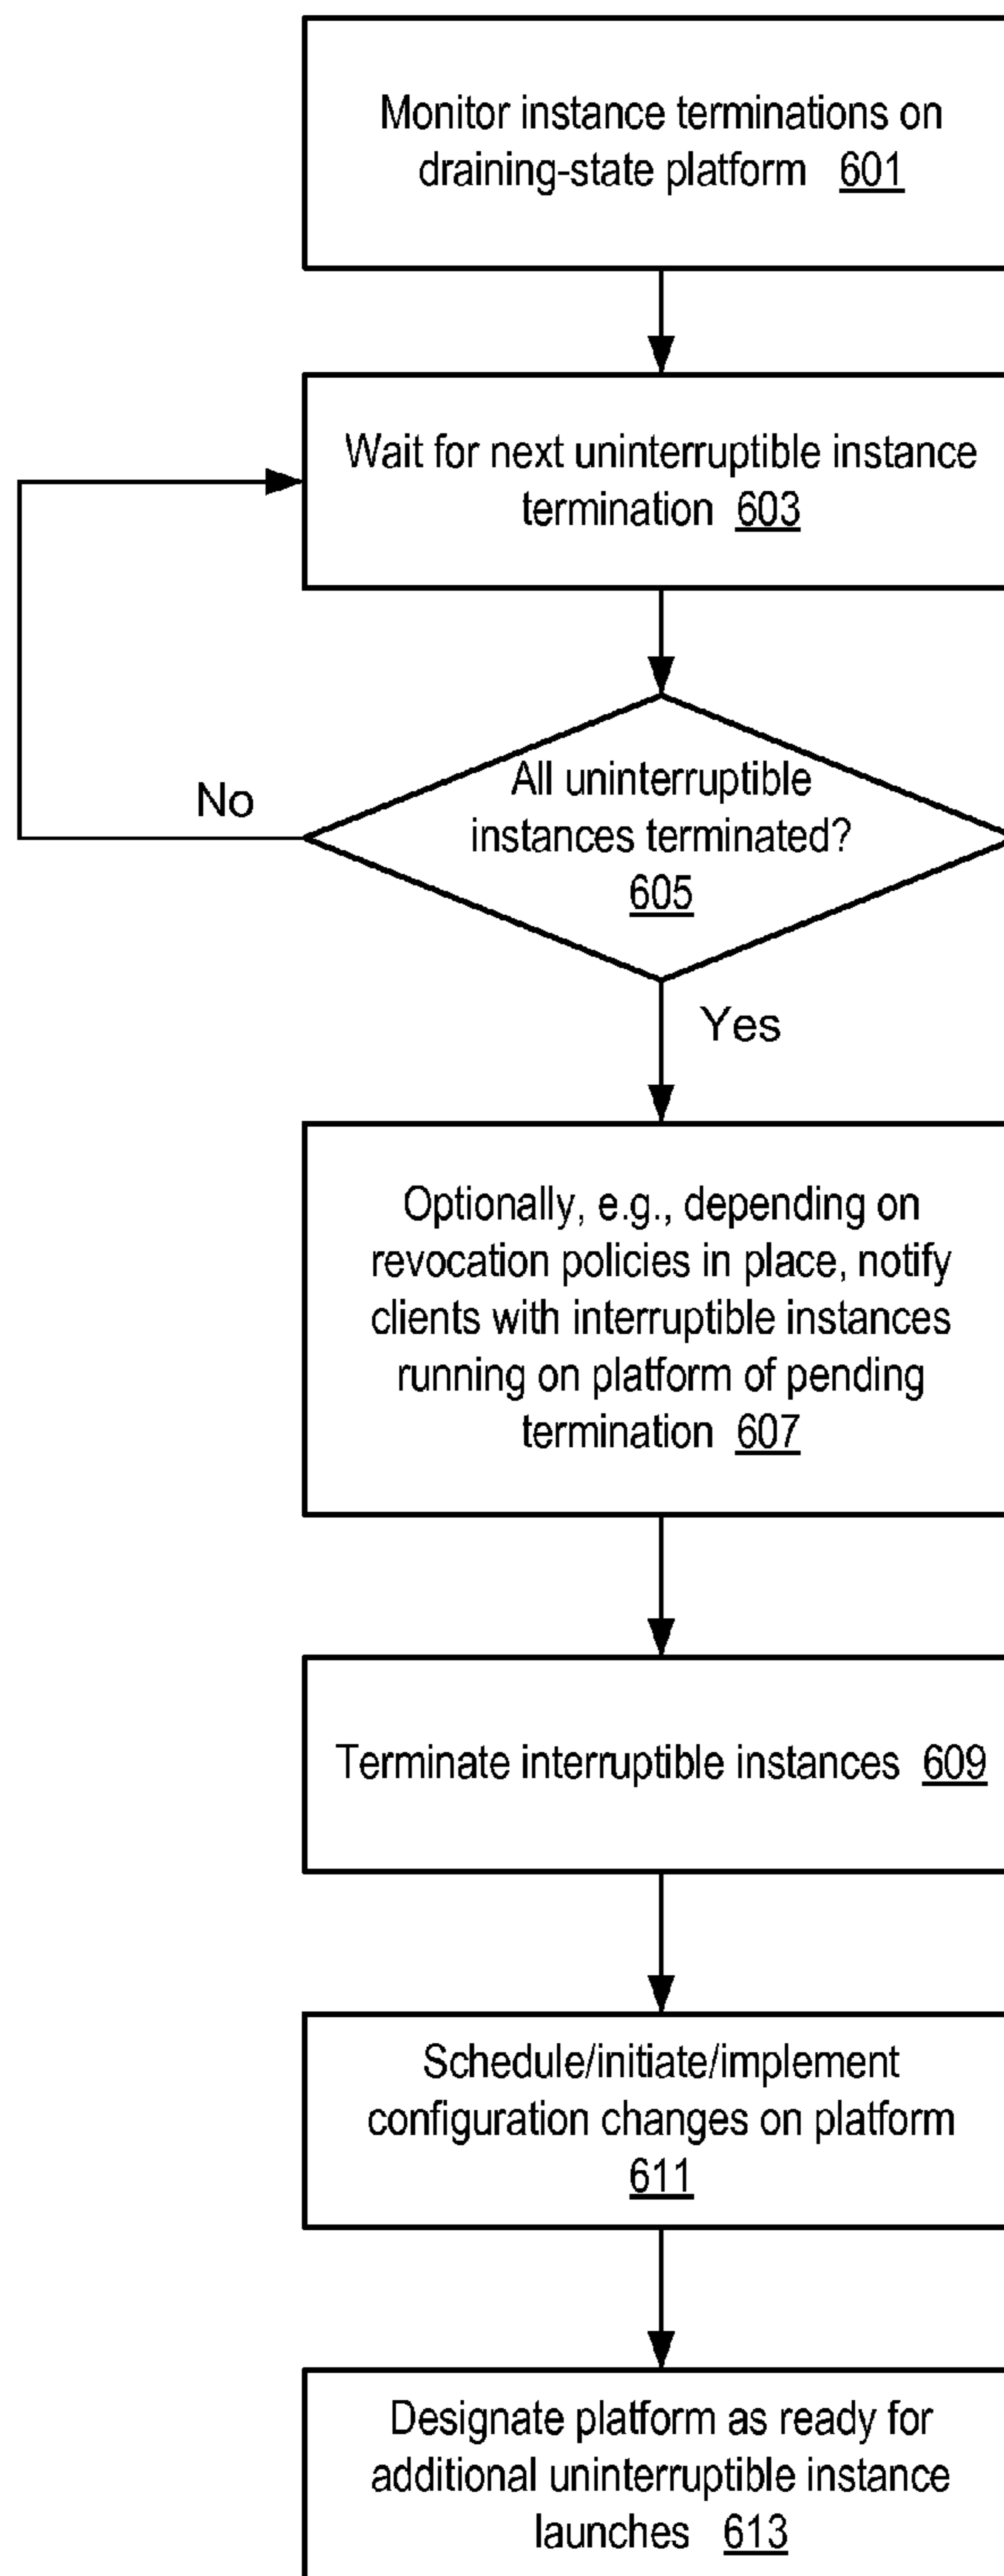 Monitor instance terminations on
draining-state platform 601
Wait for next uninterruptible instance
termination 603
All uninterruptible
instances terminated?
605
No
Yes
Optionally, e.g., depending on
revocation policies in place, notify
clients with interruptible instances
running on platform of pending
termination 607
Terminate interruptible instances 609
Schedule/initiate/implement
configuration changes on platform
611
Designate platform as ready for
additional uninterruptible instance
launches 613